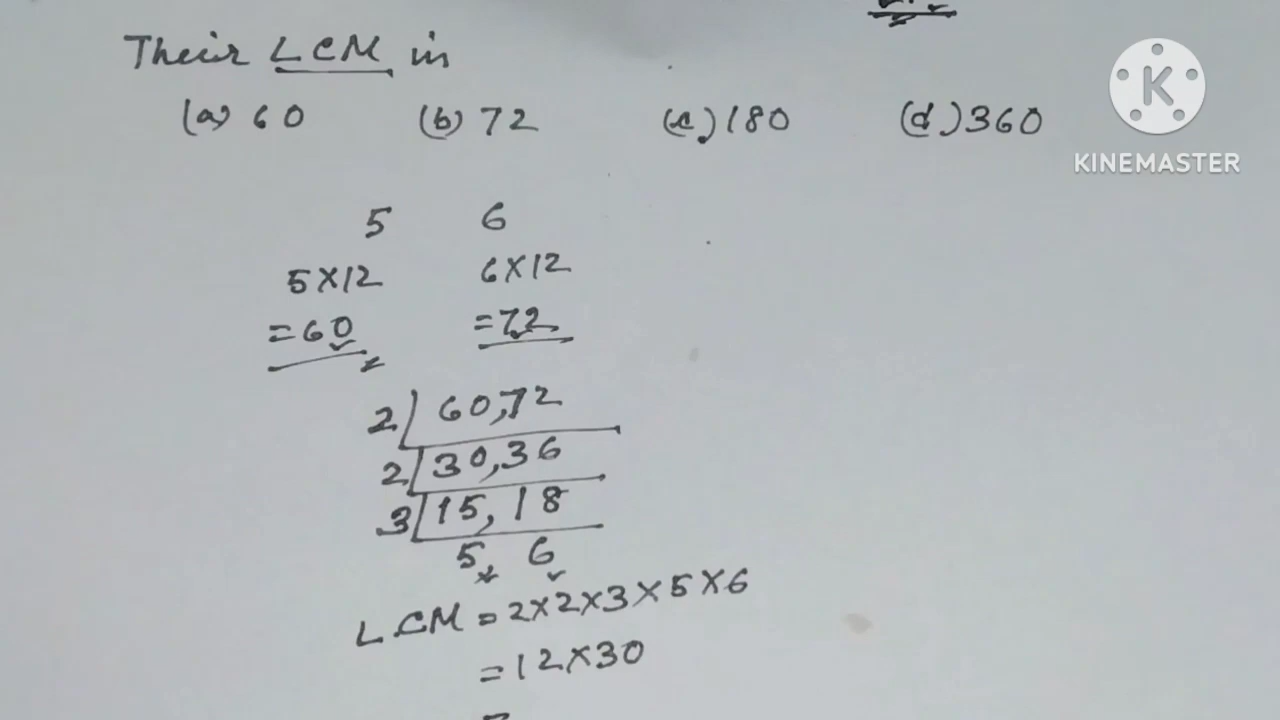 Their LCM is
(a) 60 (b) 72 (c) 180 (d) 360
K
KINEMASTER
5 6
5×12 6×12
=60 =72
2 60,72
2 30,36
3 15,18
5, 6
LCM = 2×2×3×5×6
=12×30
=